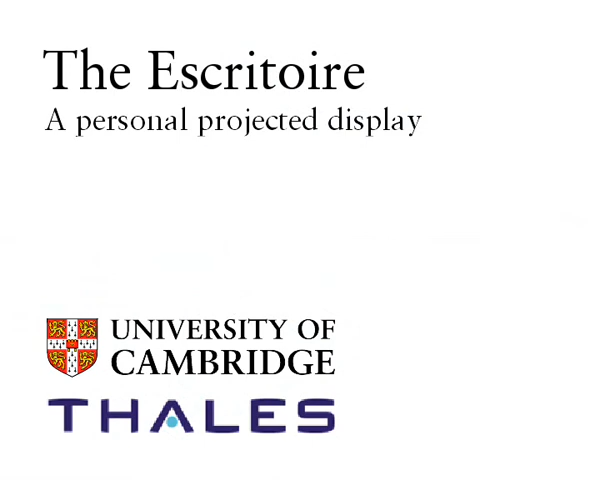 The Escritoire
A personal projected display
UNIVERSITY OF
CAMBRIDGE
THALES